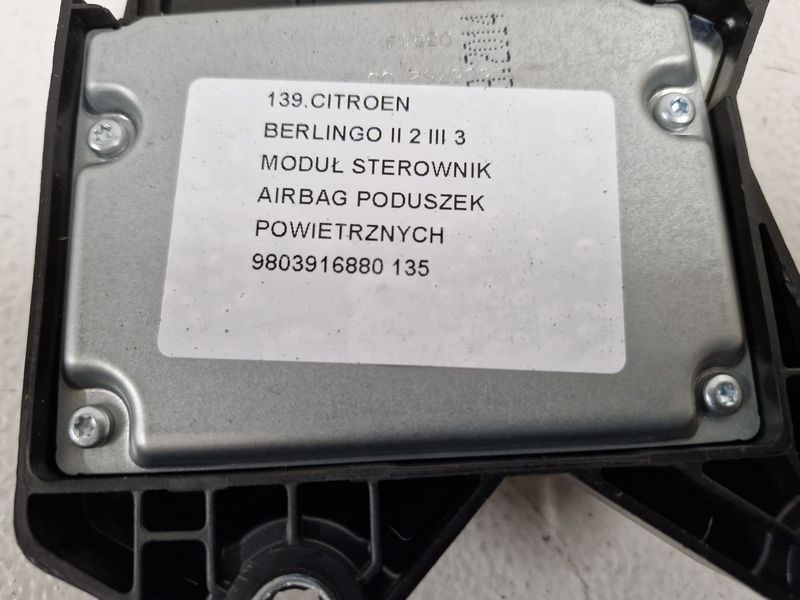 139.CITROEN
BERLINGO II 2 III 3
MODUŁ STEROWNIK
AIRBAG PODUSZEK
POWIETRZNYCH
9803916880 135